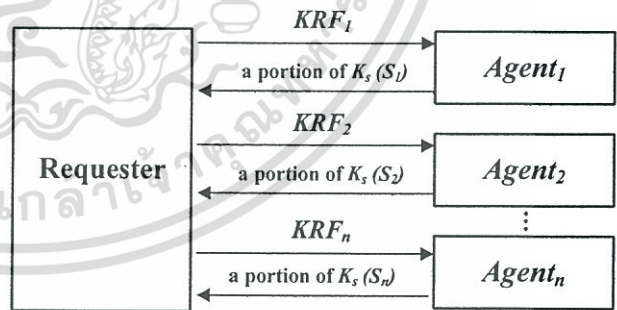 KRF₁
a portion of Kₛ (S₁)
Agent₁
KRF₂
a portion of Kₛ (S₂)
Agent₂
Requester
KRFₙ
a portion of Kₛ (Sₙ)
Agentₙ